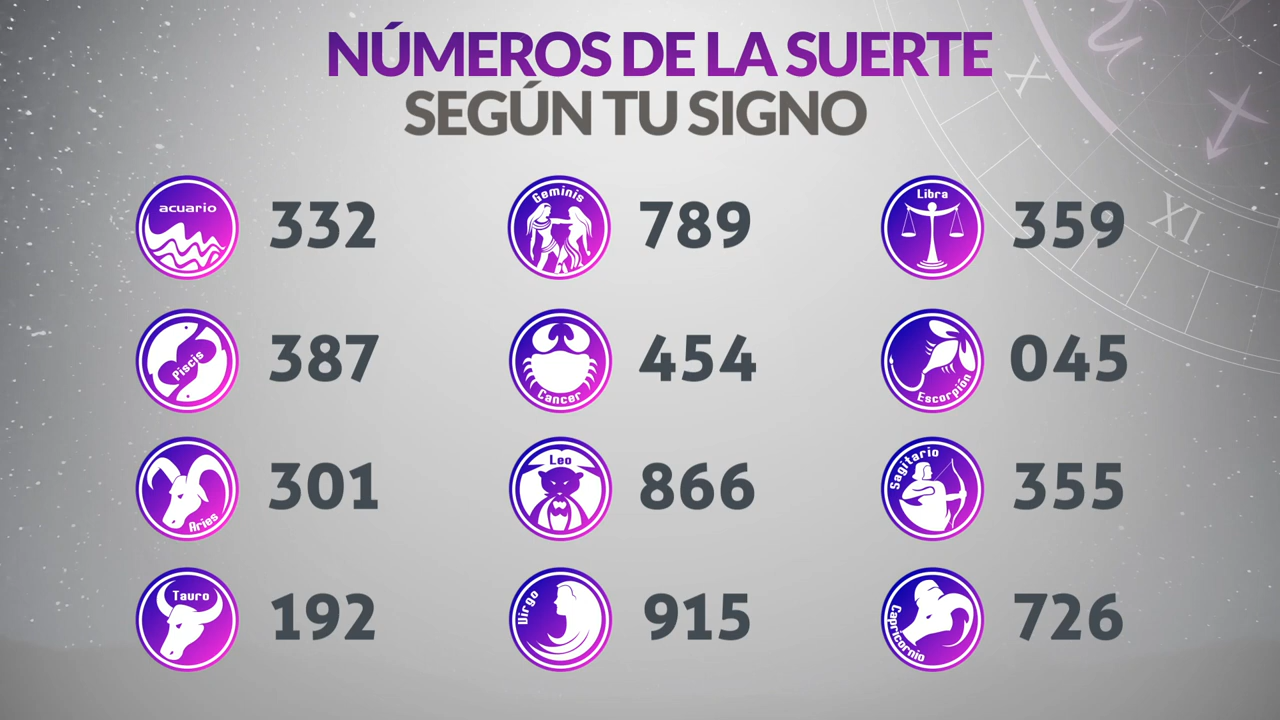 NÚMEROS DE LA SUERTE
SEGÚN TU SIGNO
acuario 332
Geminis 789
Libra 359
Piscis 387
Cancer 454
Escorpión 045
Aries 301
Leo 866
Sagitario 355
Tauro 192
Virgo 915
Capricornio 726
X
XI